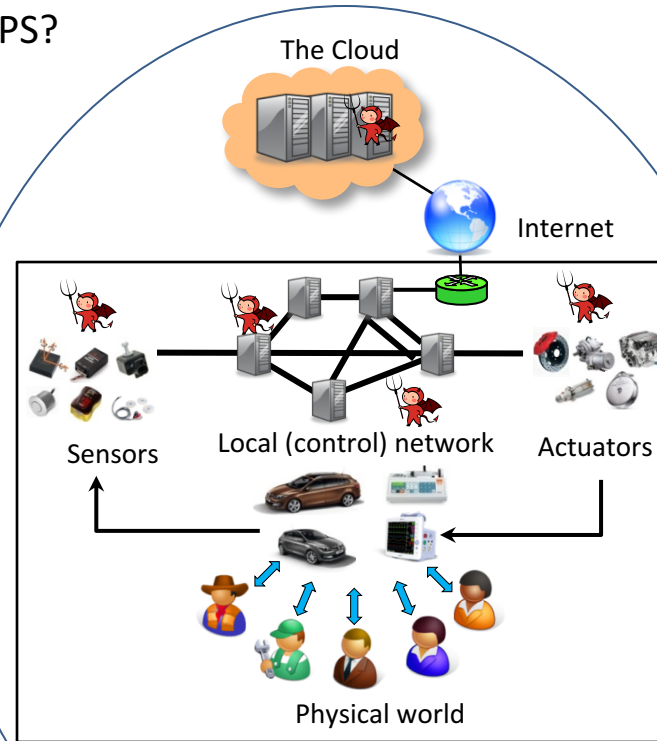 PS?
The Cloud
Internet
Sensors
Local (control) network
Actuators
Physical world